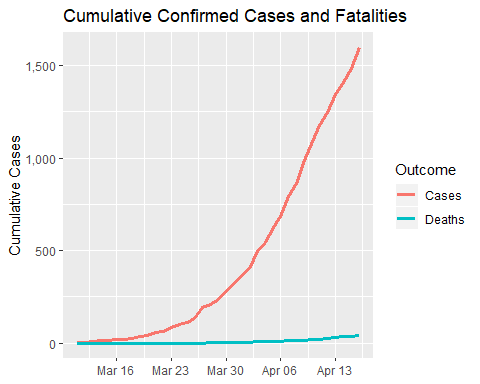 Cumulative Confirmed Cases and Fatalities
Cumulative Cases
1,500
1,000
500
0
Mar 16 Mar 23 Mar 30 Apr 06 Apr 13
Outcome
Cases
Deaths